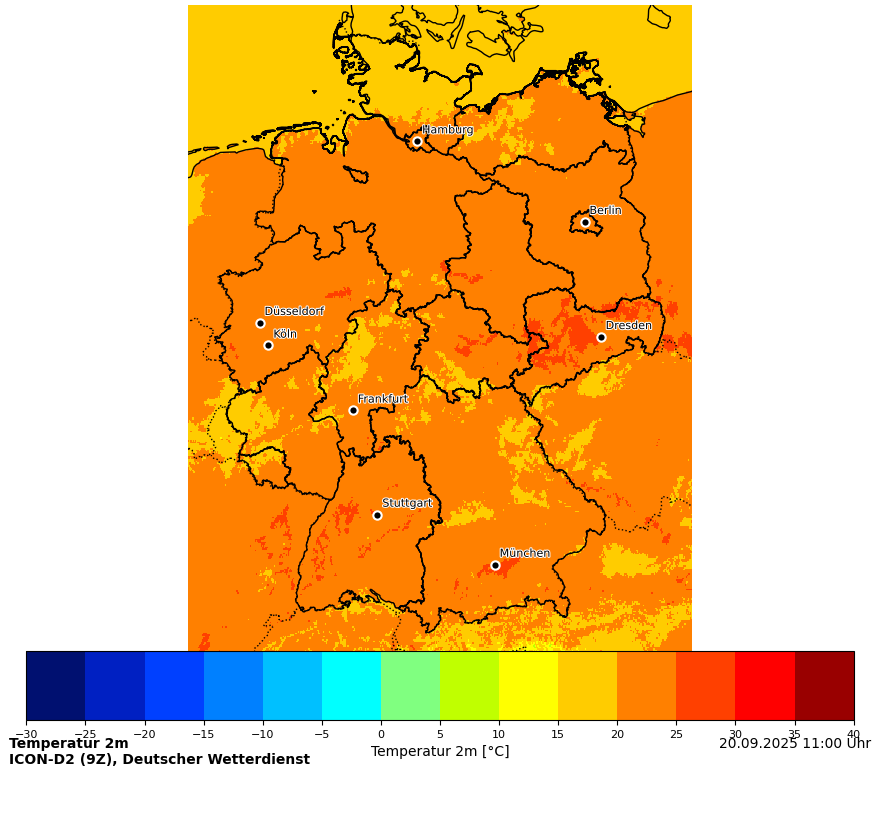 Hamburg
Berlin
Düsseldorf
Dresden
Köln
Frankfurt
Stuttgart
München
−30 −25 −20 −15 −10 −5 0 5 10 15 20 25 30 35 40
Temperatur 2m
20.09.2025 11:00 Uhr
Temperatur 2m [°C]
ICON-D2 (9Z), Deutscher Wetterdienst